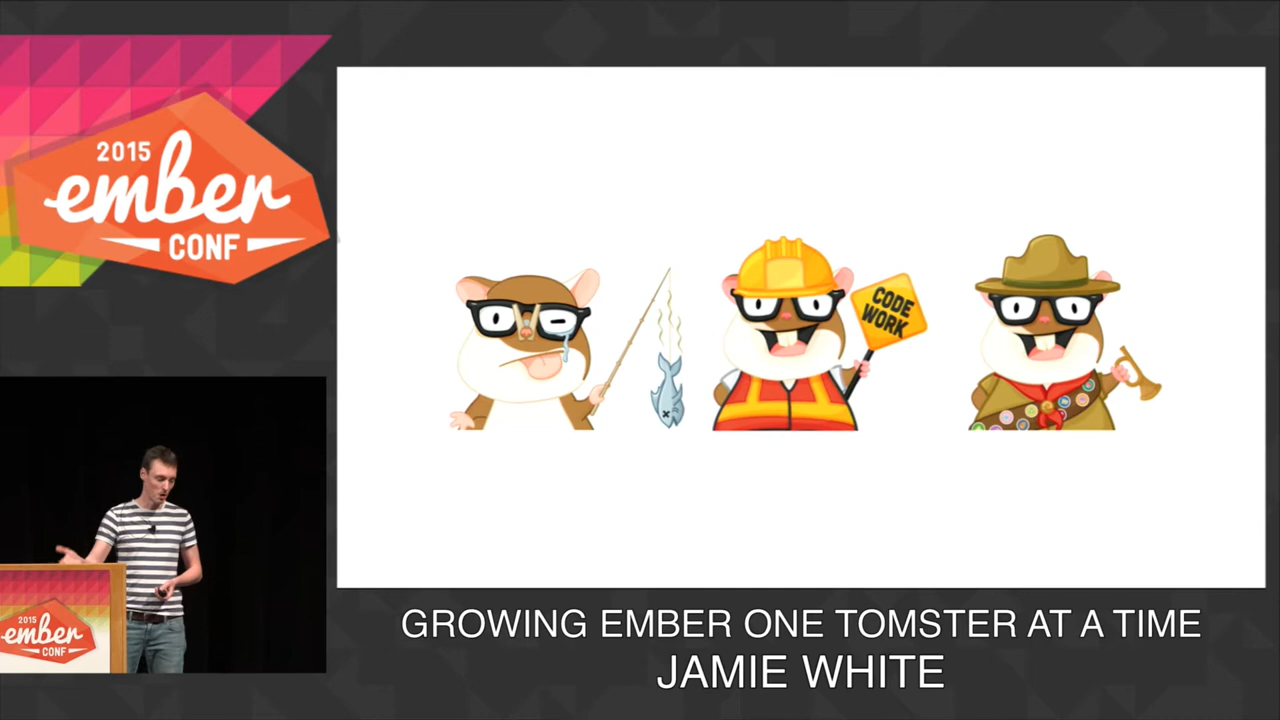 2015
ember
CONF
CODE
WORK
2015
ember
CONF
GROWING EMBER ONE TOMSTER AT A TIME
JAMIE WHITE